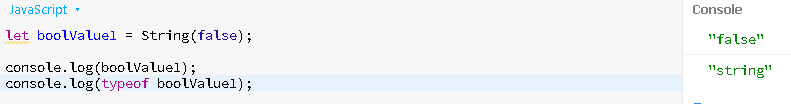 JavaScript
Console
let boolValue1 = String(false);
"false"
console.log(boolValue1);
"string"
console.log(typeof boolValue1);